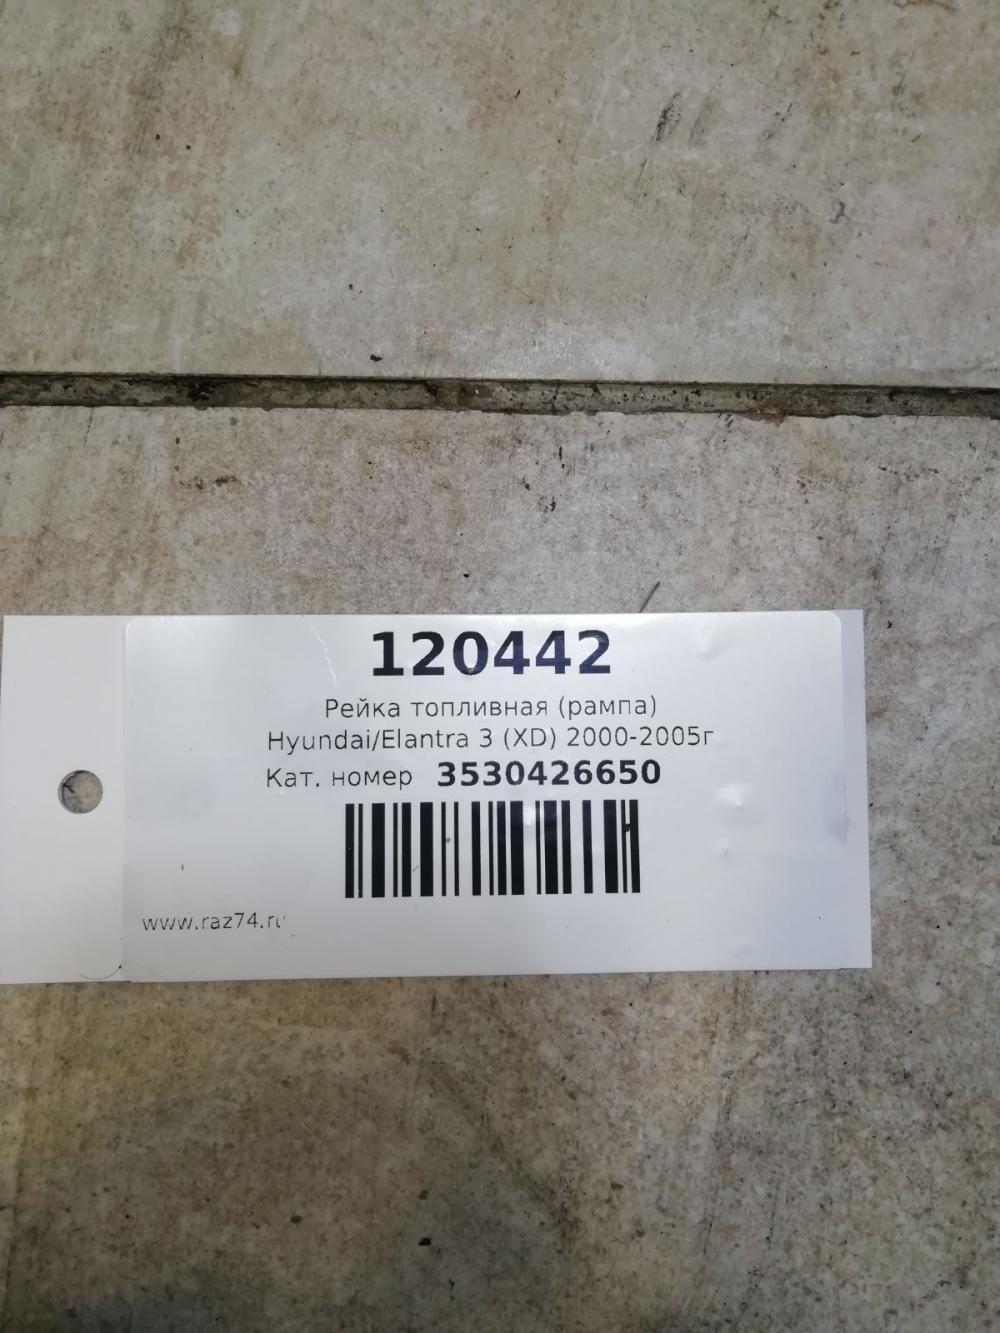 120442
Рейка топливная (рампа)
Hyundai/Elantra 3 (XD) 2000-2005г
Кат. номер 3530426650
www.raz74.ru